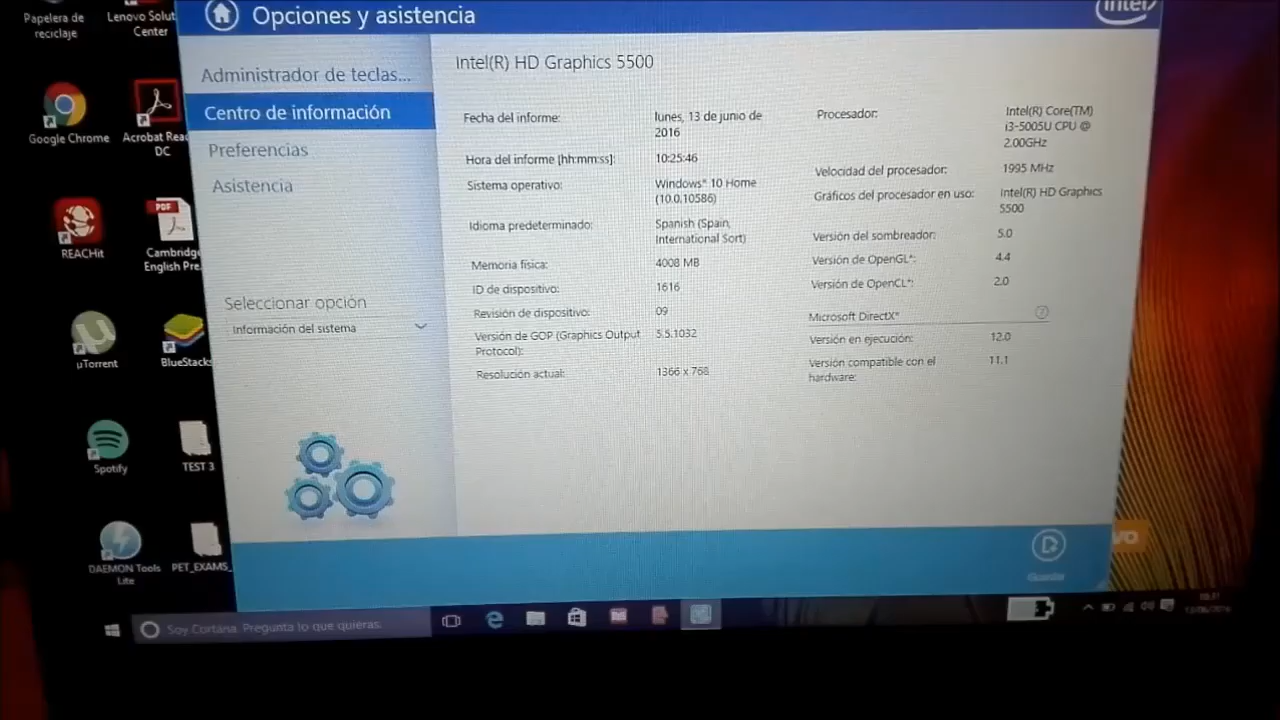 Papelera de
reciclaje
Lenovo Solut
Center
Google Chrome
Acrobat Rea
DC
REACHit
PDF
Cambridge
English Pre
µTorrent
BlueStacks
Spotify
TEST 3
DAEMON Tools
Lite
PET_EXAMS_
Opciones y asistencia
intel
Administrador de teclas...
Centro de información
Preferencias
Asistencia
Seleccionar opción
Información del sistema
Intel(R) HD Graphics 5500
Fecha del informe:
lunes, 13 de junio de
2016
Hora del informe [hh:mm:ss]:
10:25:46
Sistema operativo:
Windows* 10 Home
(10.0.10586)
Idioma predeterminado:
Spanish (Spain,
International Sort)
Memoria física:
4008 MB
ID de dispositivo:
1616
Revisión de dispositivo:
09
Versión de GOP (Graphics Output
Protocol):
5.5.1032
Resolución actual:
1366 x 768
Procesador:
Intel(R) Core(TM)
i3-5005U CPU @
2.00GHz
Velocidad del procesador:
1995 MHz
Gráficos del procesador en uso:
Intel(R) HD Graphics
5500
Versión del sombreador:
5.0
Versión de OpenGL*:
4.4
Versión de OpenCL*:
2.0
Microsoft DirectX*
Versión en ejecución:
12.0
Versión compatible con el
hardware:
11.1
Guardar
vo
Soy Cortana. Pregunta lo que quieras.